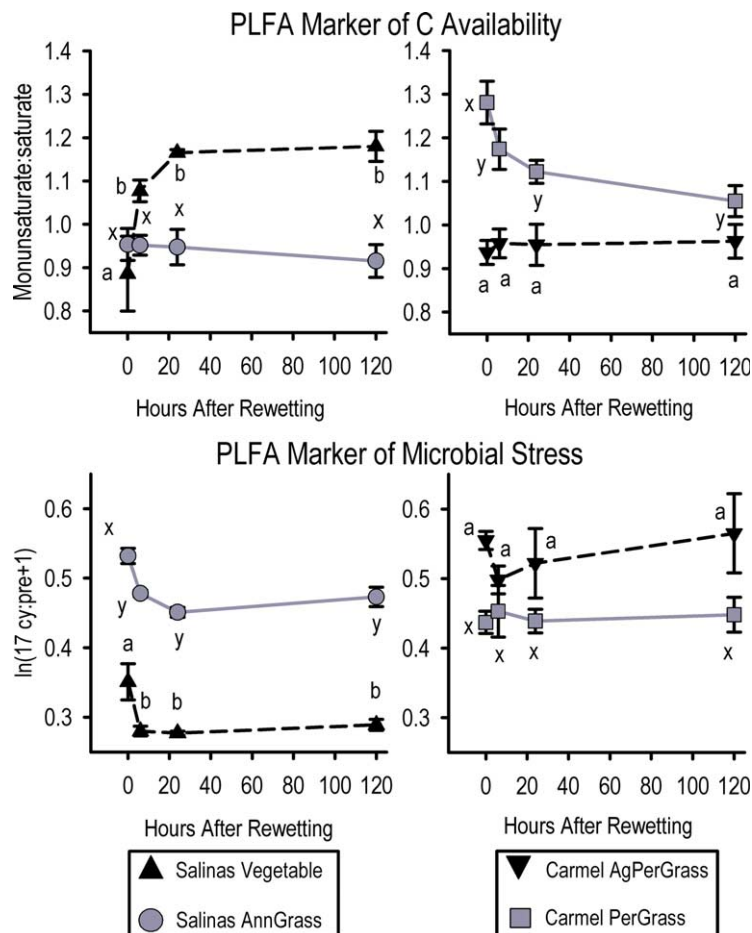 PLFA Marker of C Availability
Monunsaturate:saturate
1.4
1.3
1.2
1.1
1.0
0.9
0.8
x
a
b
x
b
x
b
x
0 20 40 60 80 100 120
Hours After Rewetting
1.4
1.3
1.2
1.1
1.0
0.9
0.8
x
y
y
y
a
a
a
a
0 20 40 60 80 100 120
Hours After Rewetting
PLFA Marker of Microbial Stress
ln(17 cy:pre+1)
0.6
0.5
0.4
0.3
x
y
y
y
a
b
b
b
0 20 40 60 80 100 120
Hours After Rewetting
0.6
0.5
0.4
0.3
a
a
a
a
x
x
x
x
0 20 40 60 80 100 120
Hours After Rewetting
Salinas Vegetable
Salinas AnnGrass
Carmel AgPerGrass
Carmel PerGrass